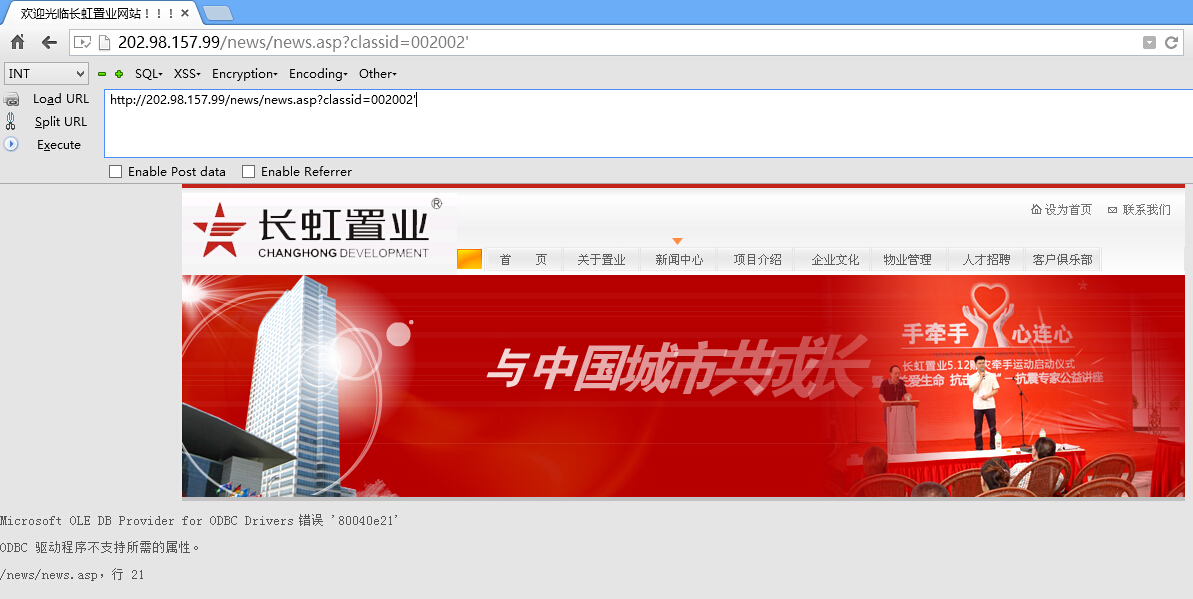 欢迎光临长虹置业网站！！！
202.98.157.99/news/news.asp?classid=002002'
INT SQL XSS Encryption Encoding Other
Load URL
http://202.98.157.99/news/news.asp?classid=002002'
Split URL
Execute
Enable Post data Enable Referrer
长虹置业®
CHANGHONG DEVELOPMENT
设为首页 联系我们
首 页 关于置业 新闻中心 项目介绍 企业文化 物业管理 人才招聘 客户俱乐部
与中国城市共成长
手牵手 心连心
长虹置业5.12 牵手运动启动仪式
关爱生命 抗 ”－抗震专家公益讲座
Microsoft OLE DB Provider for ODBC Drivers 错误 '80040e21'
ODBC 驱动程序不支持所需的属性。
/news/news.asp，行 21